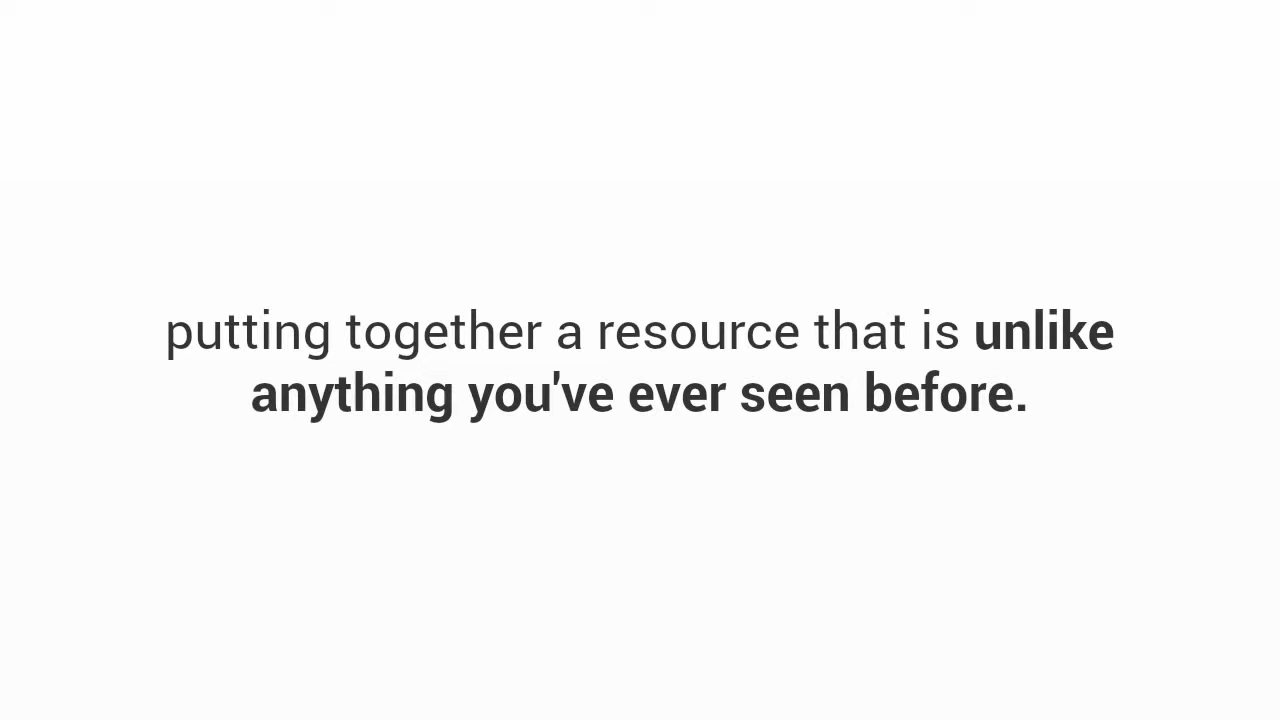 putting together a resource that is unlike
anything you've ever seen before.